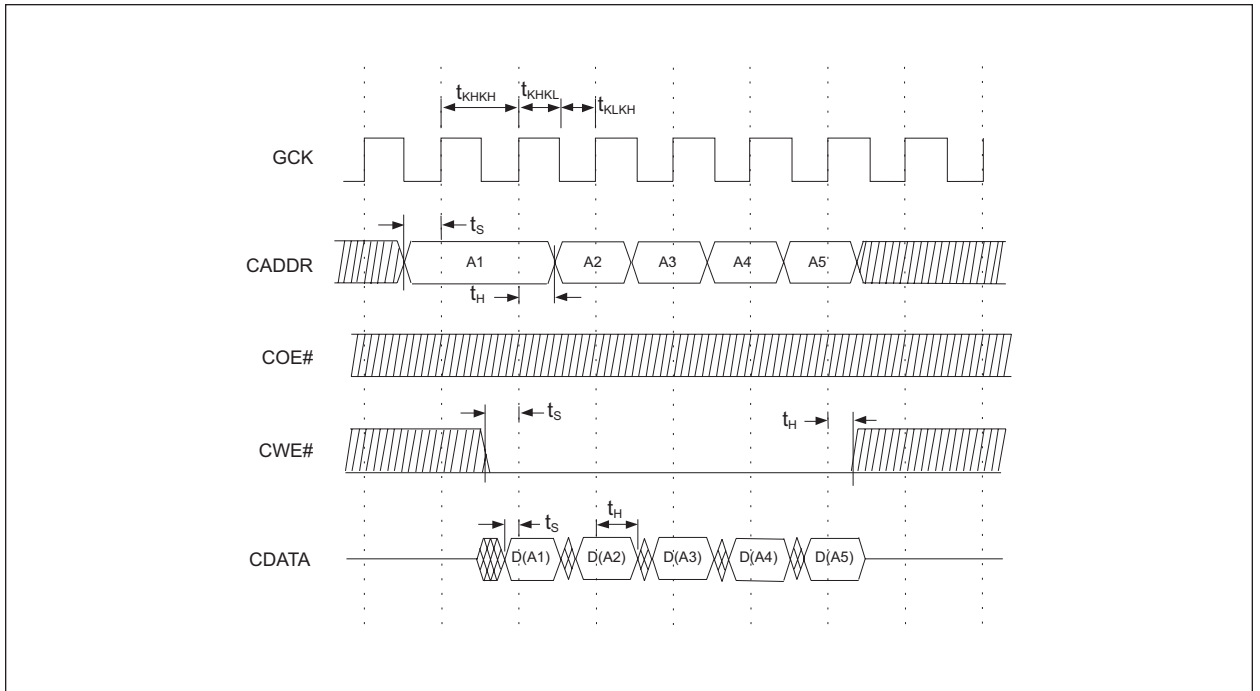 tKHKH tKHKL tKLKH
GCK
tS
CADDR A1 A2 A3 A4 A5
tH
COE#
tS tH
CWE#
tS tH
CDATA D(A1) D(A2) D(A3) D(A4) D(A5)